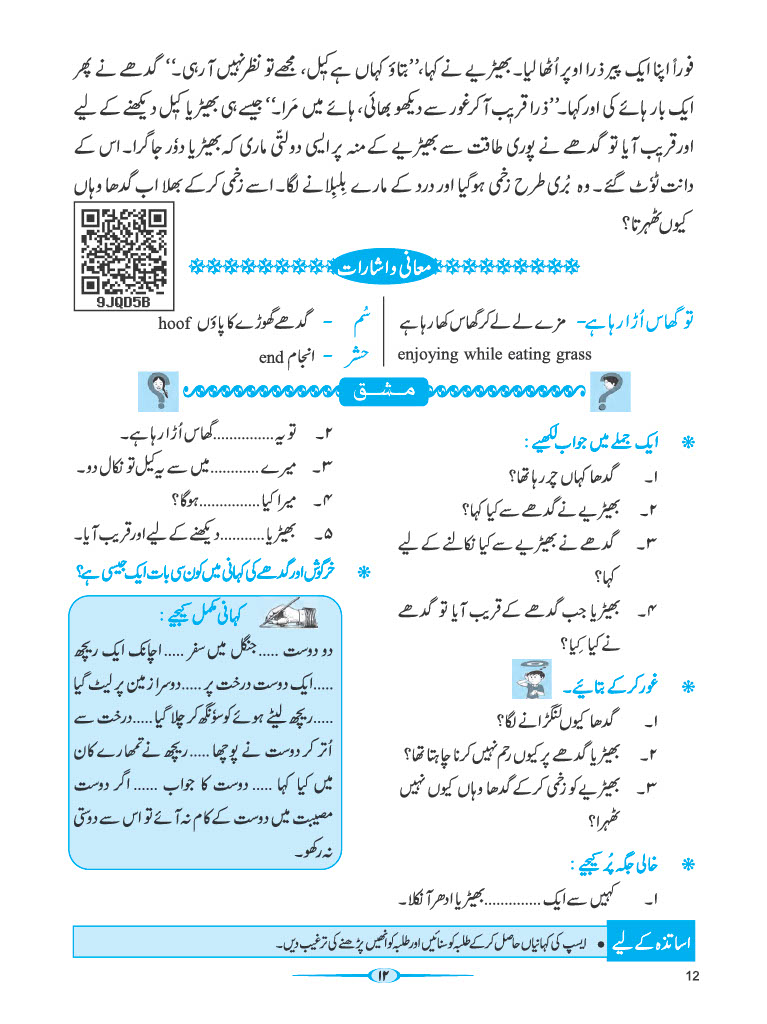 فوراً اپنا ایک پیر ذرا اوپر اُٹھا لیا۔ بھیڑیے نے کہا، ”بتاؤ کہاں ہے کیٖل، مجھے تو نظر نہیں آ رہی۔“ گدھے نے پھر
ایک بار ہائے کی اور کہا۔ ”ذرا قریب آ کر غور سے دیکھو بھائی، ہائے میں مَرا۔“ جیسے ہی بھیڑیا کیٖل دیکھنے کے لیے
اور قریب آیا تو گدھے نے پوری طاقت سے بھیڑیے کے منہ پر ایسی دولتّی ماری کہ بھیڑیا دوٗر جا گرا۔ اس کے
دانت ٹوٗٹ گئے۔ وہ بُری طرح زخمی ہو گیا اور درد کے مارے بِلبِلانے لگا۔ اسے زخمی کر کے بھلا اب گدھا وہاں
کیوں ٹھہرتا؟
9JQD5B
معانی و اشارات
تو گھاس اُڑا رہا ہے - مزے لے لے کر گھاس کھا رہا ہے
enjoying while eating grass
سُم - گدھے گھوڑے کا پاؤں hoof
حشر - انجام end
مشق
* ایک جملے میں جواب لکھیے :
۱۔ گدھا کہاں چر رہا تھا؟
۲۔ بھیڑیے نے گدھے سے کیا کہا؟
۳۔ گدھے نے بھیڑیے سے کیا نکالنے کے لیے
کہا؟
۴۔ بھیڑیا جب گدھے کے قریب آیا تو گدھے
نے کیا کِیا؟
* غور کر کے بتائیے۔
۱۔ گدھا کیوں لنگڑانے لگا؟
۲۔ بھیڑیا گدھے پر کیوں رحم نہیں کرنا چاہتا تھا؟
۳۔ بھیڑیے کو زخمی کر کے گدھا وہاں کیوں نہیں
ٹھہرا؟
* خالی جگہ پُر کیجیے :
۱۔ کہیں سے ایک .............. بھیڑیا ادھر آ نکلا۔
۲۔ تو یہ .............. گھاس اُڑا رہا ہے۔
۳۔ میرے ............ میں سے یہ کیل تو نکال دو۔
۴۔ میرا کیا .............. ہوگا؟
۵۔ بھیڑیا ........... دیکھنے کے لیے اور قریب آیا۔
* خرگوش اور گدھے کی کہانی میں کون سی بات ایک جیسی ہے؟
کہانی مکمل کیجیے :
دو دوست ..... جنگل میں سفر ..... اچانک ایک ریچھ
..... ایک دوست درخت پر ..... دوسرا زمین پر لیٹ گیا
..... ریچھ لیٹے ہوئے کو سوٗنگھ کر چلا گیا ..... درخت سے
اُتر کر دوست نے پوچھا ..... ریچھ نے تمھارے کان
میں کیا کہا ..... دوست کا جواب ...... اگر دوست
مصیبت میں دوست کے کام نہ آئے تو اس سے دوستی
نہ رکھو۔
اساتذہ کے لیے • ایسپ کی کہانیاں حاصل کر کے طلبہ کو سنائیں اور طلبہ کو انھیں پڑھنے کی ترغیب دیں۔
۱۲
12